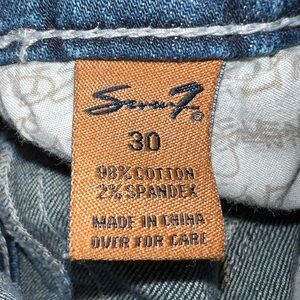 Seven7®
30
98% COTTON
2% SPANDEX
MADE IN CHINA
OVER FOR CARE